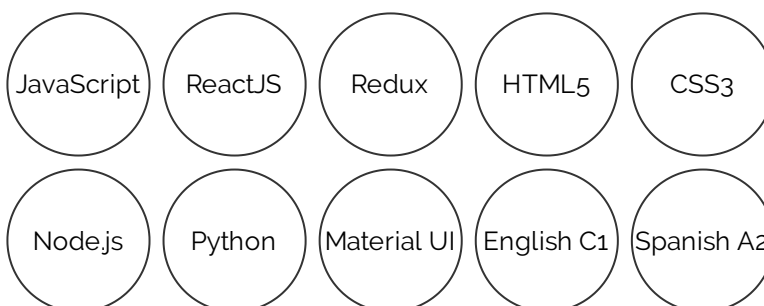 JavaScript ReactJS Redux HTML5 CSS3
Node.js Python Material UI English C1 Spanish A2